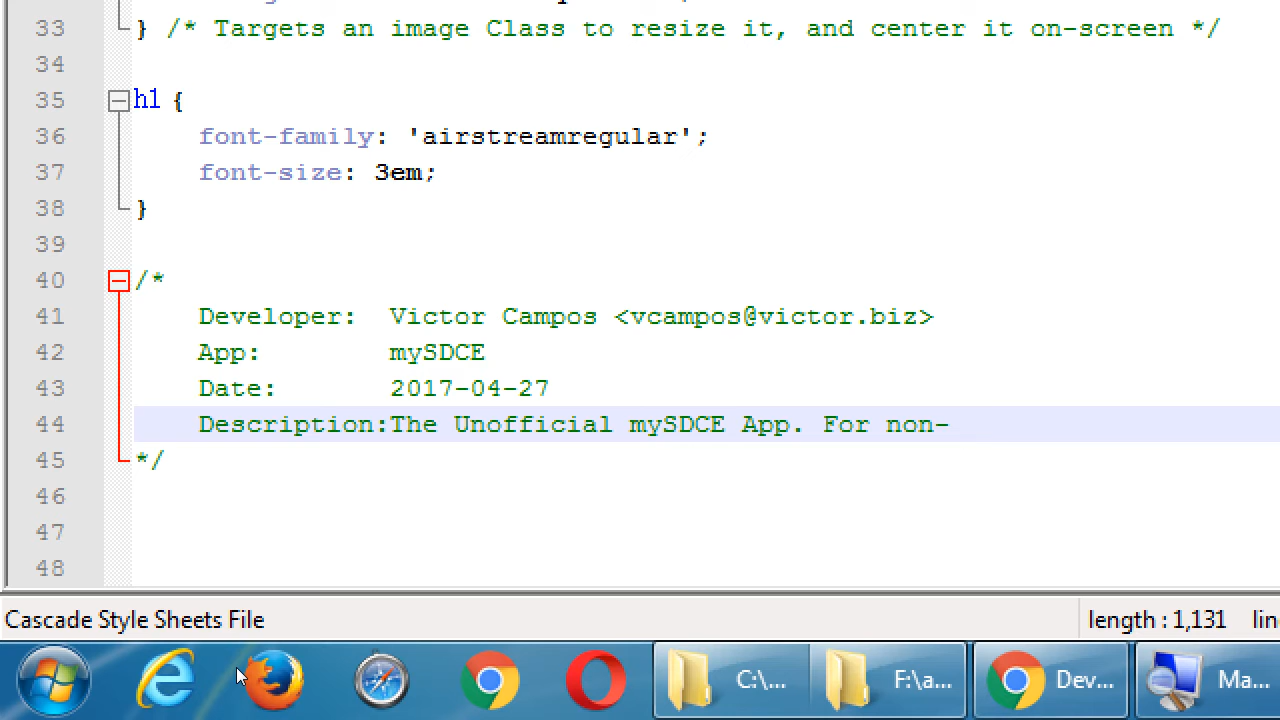 33 } /* Targets an image Class to resize it, and center it on-screen */
34
35 h1 {
36 font-family: 'airstreamregular';
37 font-size: 3em;
38 }
39
40 /*
41 Developer: Victor Campos <vcampos@victor.biz>
42 App: mySDCE
43 Date: 2017-04-27
44 Description:The Unofficial mySDCE App. For non-
45 */
46
47
48
Cascade Style Sheets File length : 1,131 lin
C:\... F:\a... Dev... Ma...